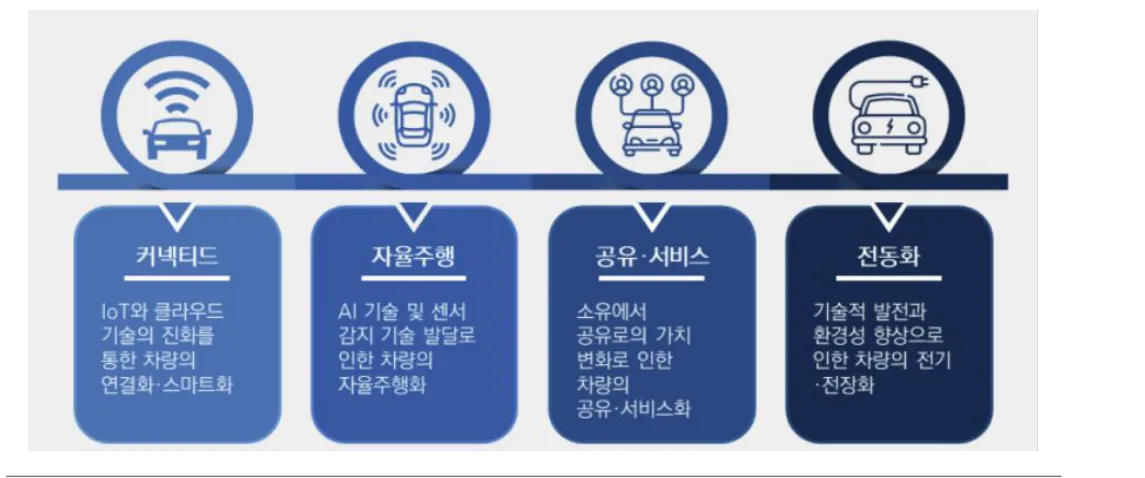 커넥티드
IoT와 클라우드
기술의 진화를
통한 차량의
연결화·스마트화
자율주행
AI 기술 및 센서
감지 기술 발달로
인한 차량의
자율주행화
공유·서비스
소유에서
공유로의 가치
변화로 인한
차량의
공유·서비스화
전동화
기술적 발전과
환경성 향상으로
인한 차량의 전기
·전장화